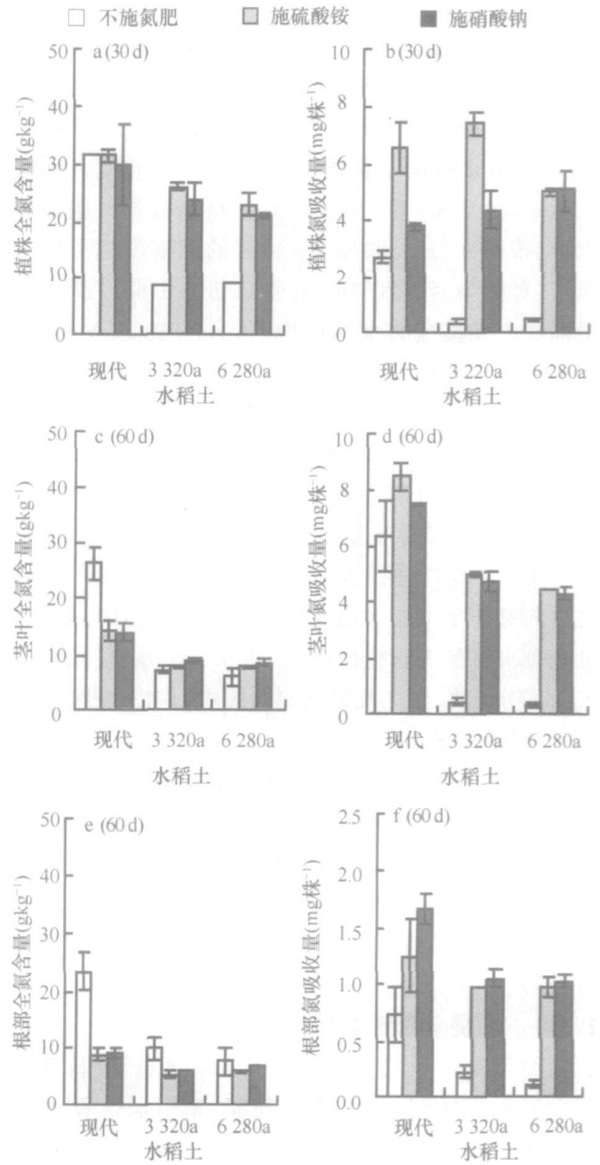 不施氮肥 施硫酸铵 施硝酸钠
a (30 d)
植株全氮含量(gkg⁻¹)
50
40
30
20
10
0
现代 3 320a 6 280a
水稻土
b (30 d)
植株氮吸收量(mg株⁻¹)
10
8
6
4
2
0
现代 3 220a 6 280a
水稻土
c (60 d)
茎叶全氮含量(gkg⁻¹)
50
40
30
20
10
0
现代 3 320a 6 280a
水稻土
d (60 d)
茎叶氮吸收量(mg株⁻¹)
10
8
6
4
2
0
现代 3 320a 6 280a
水稻土
e (60 d)
根部全氮含量(gkg⁻¹)
50
40
30
20
10
0
现代 3 320a 6 280a
水稻土
f (60 d)
根部氮吸收量(mg株⁻¹)
2.5
2.0
1.5
1.0
0.5
0.0
现代 3 320a 6 280a
水稻土